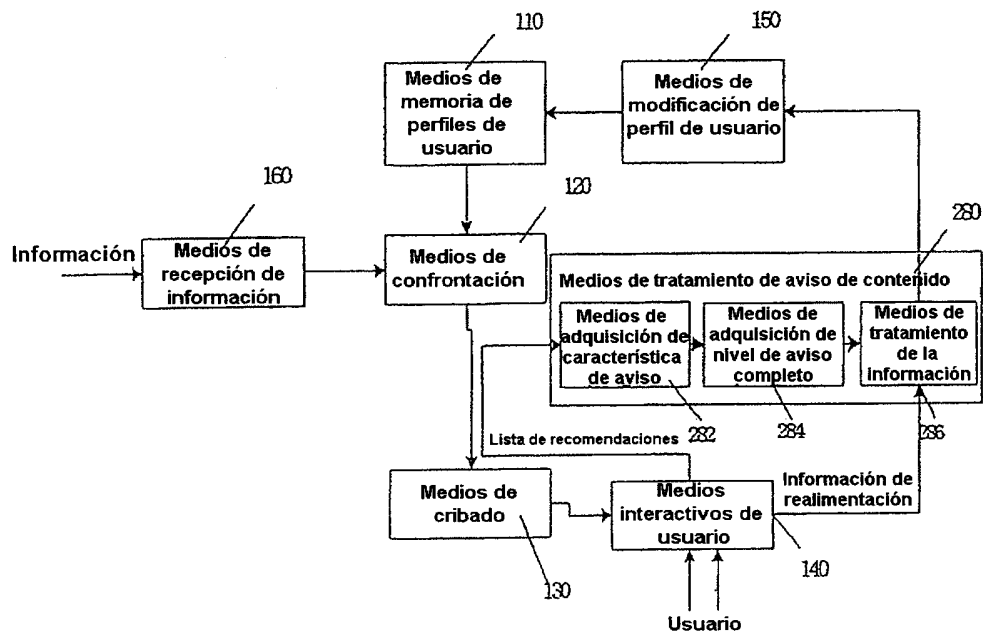 110
150
Medios de
memoria de
perfiles de
usuario
Medios de
modificación de
perfil de usuario
160
120
280
Información
Medios de
recepción de
información
Medios de
confrontación
Medios de tratamiento de aviso de contenido
Medios de
adquisición de
característica
de aviso
Medios de
adquisición de
nivel de aviso
completo
Medios de
tratamiento
de la
información
282
284
286
Lista de recomendaciones
Medios de
cribado
Medios
interactivos de
usuario
Información de
realimentación
130
140
Usuario